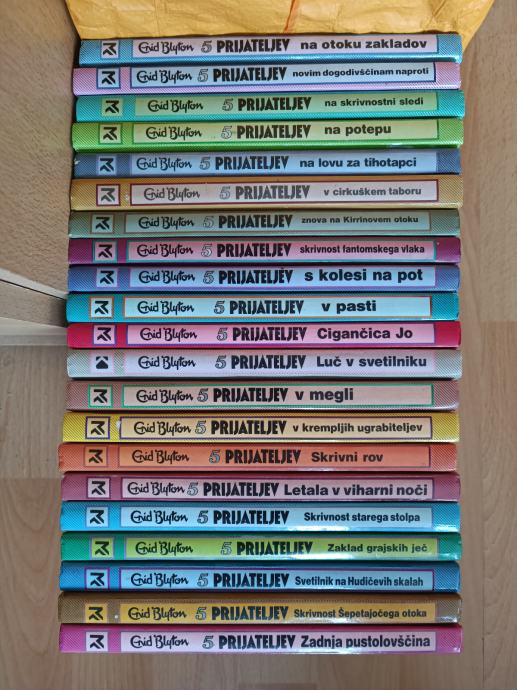 Enid Blyton 5 PRIJATELJEV na otoku zakladov
Enid Blyton 5 PRIJATELJEV novim dogodivščinam naproti
Enid Blyton 5 PRIJATELJEV na skrivnostni sledi
Enid Blyton 5 PRIJATELJEV na potepu
Enid Blyton 5 PRIJATELJEV na lovu za tihotapci
Enid Blyton 5 PRIJATELJEV v cirkuškem taboru
Enid Blyton 5 PRIJATELJEV znova na Kirrinovem otoku
Enid Blyton 5 PRIJATELJEV skrivnost fantomskega vlaka
Enid Blyton 5 PRIJATELJEV s kolesi na pot
Enid Blyton 5 PRIJATELJEV v pasti
Enid Blyton 5 PRIJATELJEV Cigančica Jo
Enid Blyton 5 PRIJATELJEV Luč v svetilniku
Enid Blyton 5 PRIJATELJEV v megli
Enid Blyton 5 PRIJATELJEV v krempljih ugrabiteljev
Enid Blyton 5 PRIJATELJEV Skrivni rov
Enid Blyton 5 PRIJATELJEV Letala v viharni noči
Enid Blyton 5 PRIJATELJEV Skrivnost starega stolpa
Enid Blyton 5 PRIJATELJEV Zaklad grajskih ječ
Enid Blyton 5 PRIJATELJEV Svetilnik na Hudičevih skalah
Enid Blyton 5 PRIJATELJEV Skrivnost Šepetajočega otoka
Enid Blyton 5 PRIJATELJEV Zadnja pustolovščina